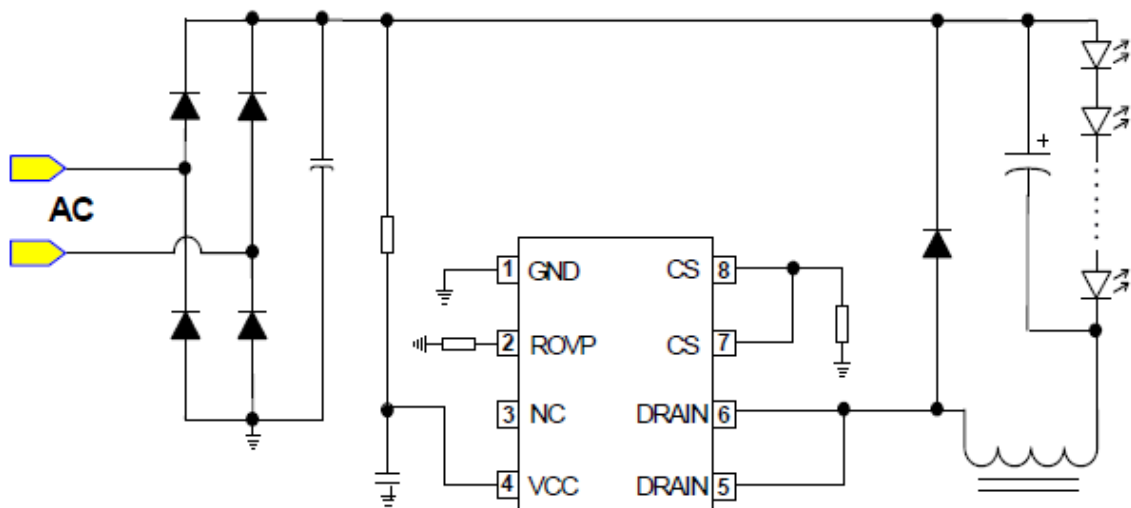 AC
1 GND CS 8
2 ROVP CS 7
3 NC DRAIN 6
4 VCC DRAIN 5
+